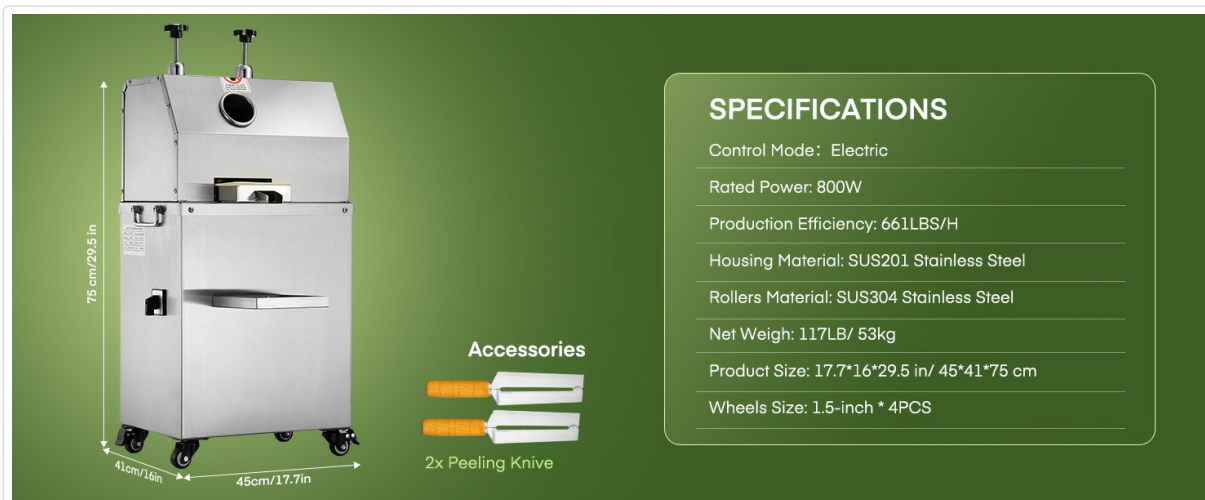 75 cm/29.5 in
41cm/16in
45cm/17.7in
Accessories
2x Peeling Knive
SPECIFICATIONS
Control Mode：Electric
Rated Power: 800W
Production Efficiency: 661LBS/H
Housing Material: SUS201 Stainless Steel
Rollers Material: SUS304 Stainless Steel
Net Weigh: 117LB/ 53kg
Product Size: 17.7*16*29.5 in/ 45*41*75 cm
Wheels Size: 1.5-inch * 4PCS